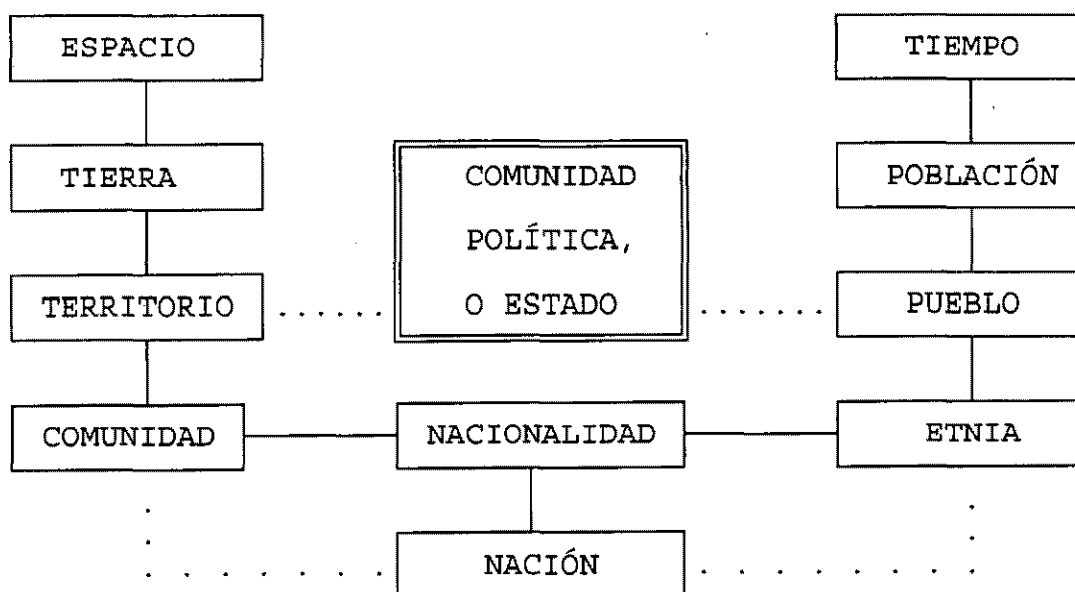 ESPACIO
TIEMPO
TIERRA
COMUNIDAD
POLÍTICA,
O ESTADO
POBLACIÓN
TERRITORIO
PUEBLO
COMUNIDAD
NACIONALIDAD
ETNIA
NACIÓN